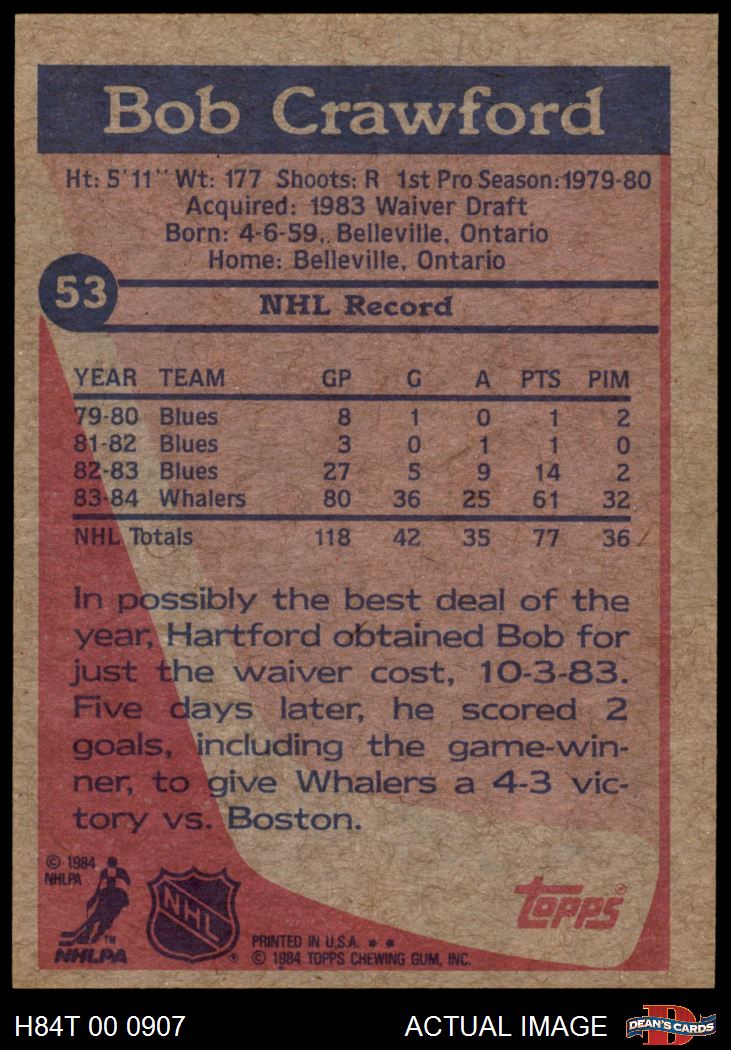 Bob Crawford
Ht: 5'11" Wt: 177 Shoots: R 1st Pro Season: 1979-80
Acquired: 1983 Waiver Draft
Born: 4-6-59, Belleville, Ontario
Home: Belleville, Ontario
53
NHL Record
YEAR TEAM GP G A PTS PIM
79-80 Blues 8 1 0 1 2
81-82 Blues 3 0 1 1 0
82-83 Blues 27 5 9 14 2
83-84 Whalers 80 36 25 61 32
NHL Totals 118 42 35 77 36
In possibly the best deal of the
year, Hartford obtained Bob for
just the waiver cost, 10-3-83.
Five days later, he scored 2
goals, including the game-win-
ner, to give Whalers a 4-3 vic-
tory vs. Boston.
© 1984
NHLPA
™
NHLPA
NHL
®
TOPPS®
PRINTED IN U.S.A. * *
© 1984 TOPPS CHEWING GUM, INC.
H84T 00 0907
ACTUAL IMAGE
D
DEAN'S CARDS